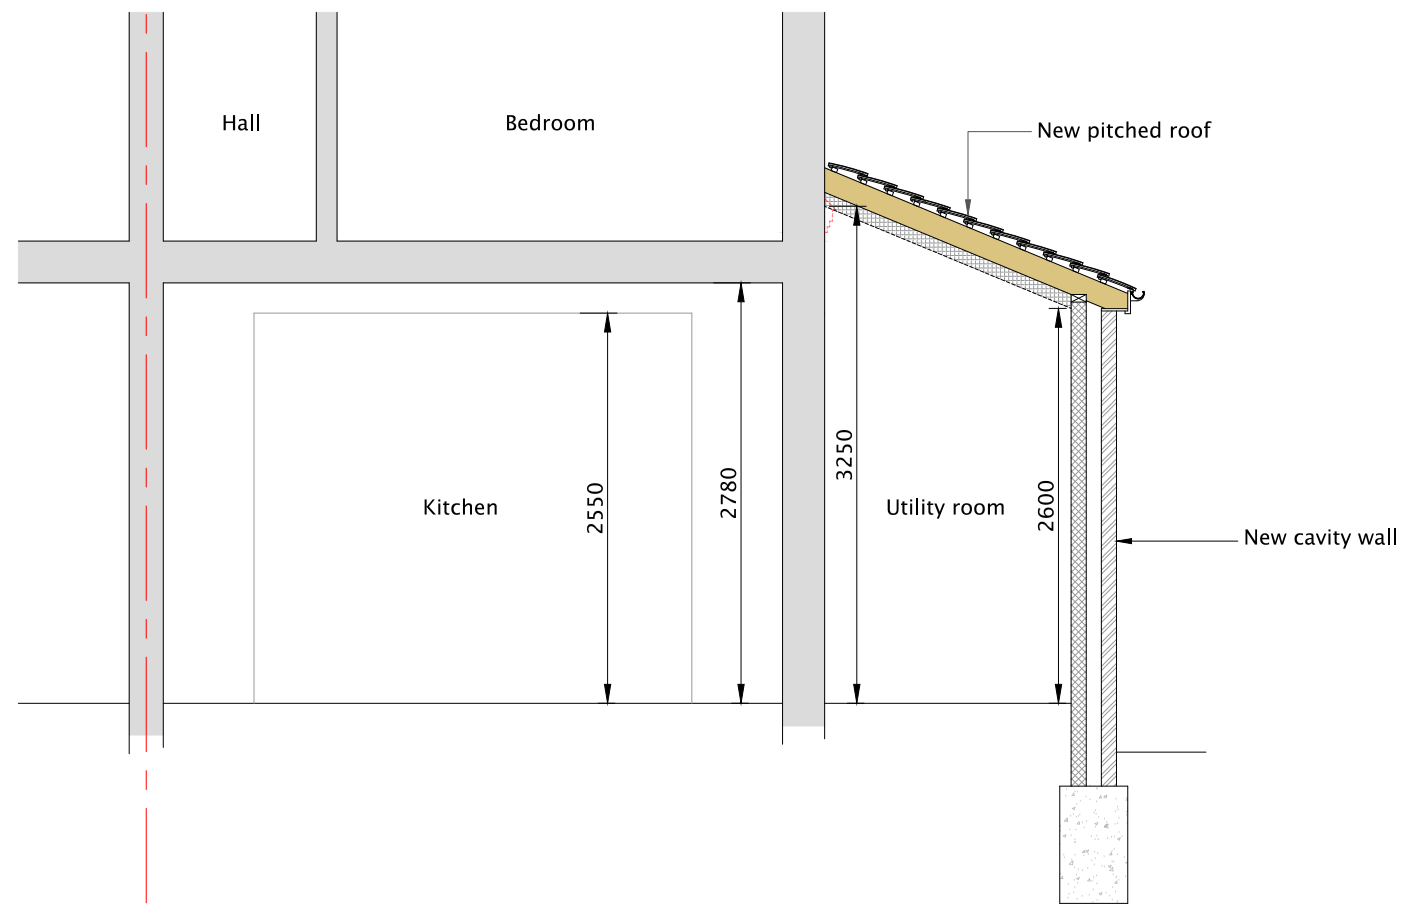 Hall
Bedroom
New pitched roof
Kitchen
2550
2780
3250
Utility room
2600
New cavity wall